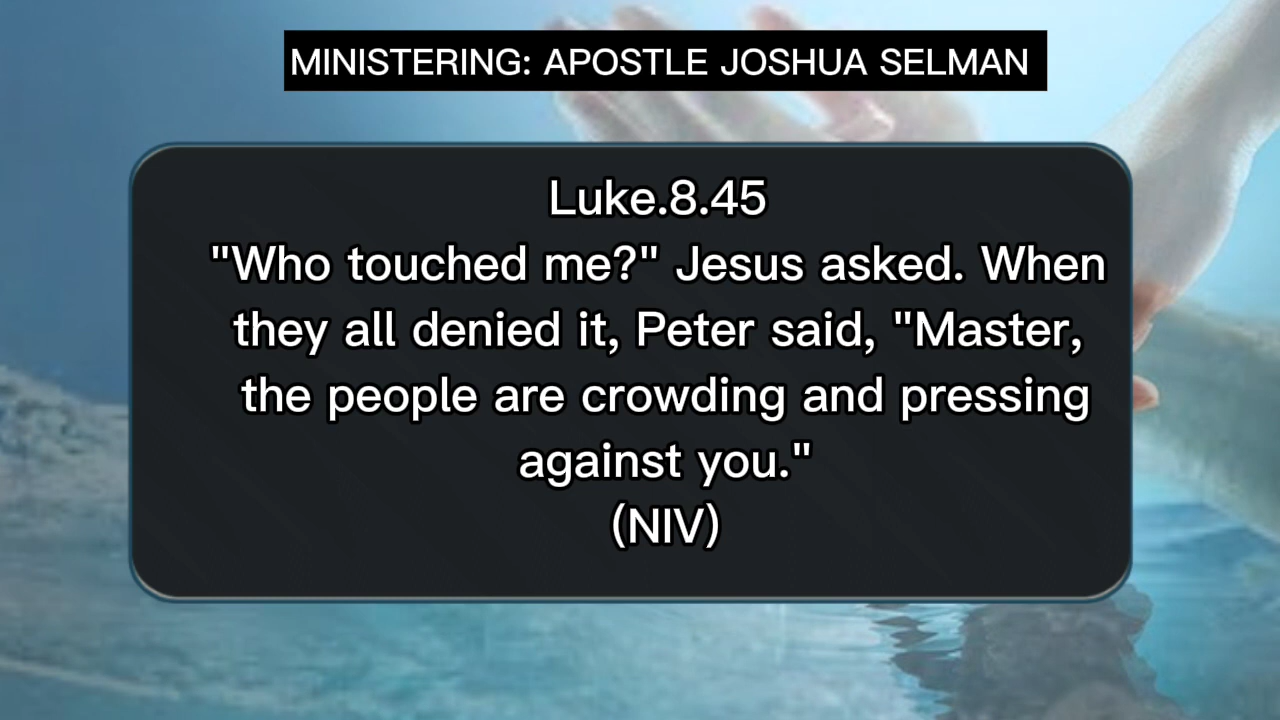 MINISTERING: APOSTLE JOSHUA SELMAN
Luke.8.45
"Who touched me?" Jesus asked. When
they all denied it, Peter said, "Master,
the people are crowding and pressing
against you."
(NIV)